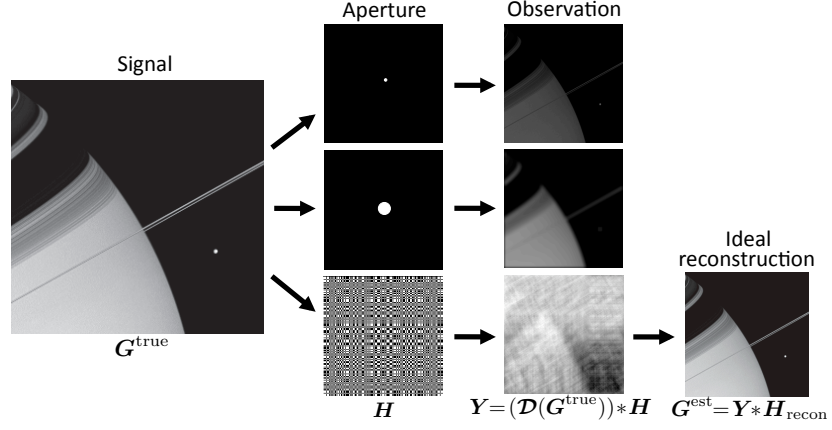 Signal
Aperture
Observation
Ideal
reconstruction
G^true
H
Y=(D(G^true))*H
G^est=Y*H_recon